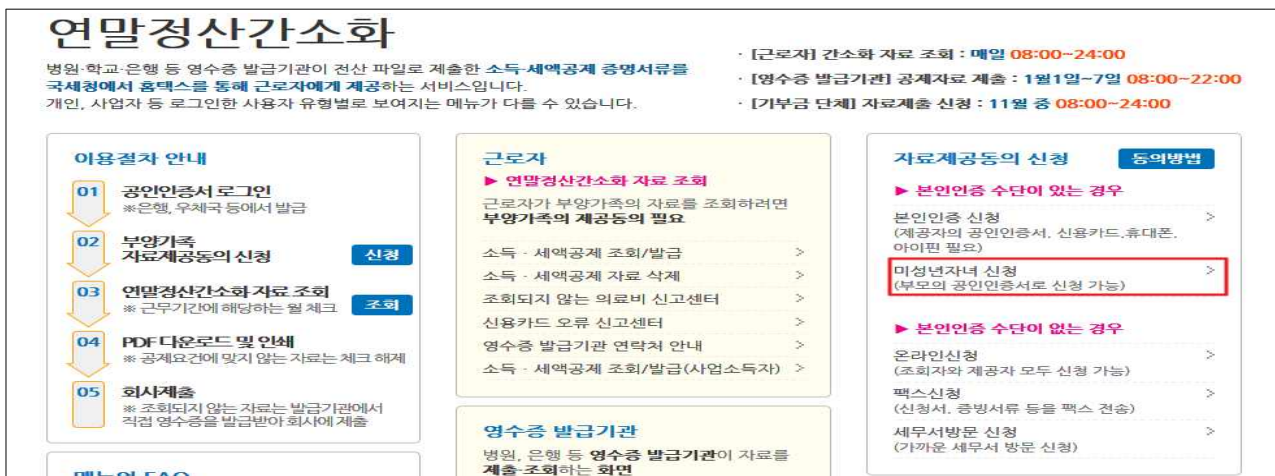 연말정산간소화
병원·학교·은행 등 영수증 발급기관이 전산 파일로 제출한 소득·세액공제 증명서류를
국세청에서 홈택스를 통해 근로자에게 제공하는 서비스입니다.
개인, 사업자 등 로그인한 사용자 유형별로 보여지는 메뉴가 다를 수 있습니다.
· [근로자] 간소화 자료 조회 : 매일 08:00~24:00
· [영수증 발급기관] 공제자료 제출 : 1월1일~7일 08:00~22:00
· [기부금 단체] 자료제출 신청 : 11월 중 08:00~24:00
이용절차 안내
01 공인인증서 로그인
※은행, 우체국 등에서 발급
02 부양가족
자료제공동의 신청 신청
03 연말정산간소화 자료 조회
※ 근무기간에 해당하는 월 체크 조회
04 PDF 다운로드 및 인쇄
※ 공제요건에 맞지 않는 자료는 체크 해제
05 회사제출
※ 조회되지 않는 자료는 발급기관에서
직접 영수증을 발급받아 회사에 제출
근로자
▶ 연말정산간소화 자료 조회
근로자가 부양가족의 자료를 조회하려면
부양가족의 제공동의 필요
소득 · 세액공제 조회/발급 >
소득 · 세액공제 자료 삭제 >
조회되지 않는 의료비 신고센터 >
신용카드 오류 신고센터 >
영수증 발급기관 연락처 안내 >
소득 · 세액공제 조회/발급(사업소득자) >
영수증 발급기관
병원, 은행 등 영수증 발급기관이 자료를
제출·조회하는 화면
자료제공동의 신청 동의방법
▶ 본인인증 수단이 있는 경우
본인인증 신청 >
(제공자의 공인인증서, 신용카드,휴대폰,
아이핀 필요)
미성년자녀 신청 >
(부모의 공인인증서로 신청 가능)
▶ 본인인증 수단이 없는 경우
온라인신청 >
(조회자와 제공자 모두 신청 가능)
팩스신청 >
(신청서, 증빙서류 등을 팩스 전송)
세무서방문 신청 >
(가까운 세무서 방문 신청)